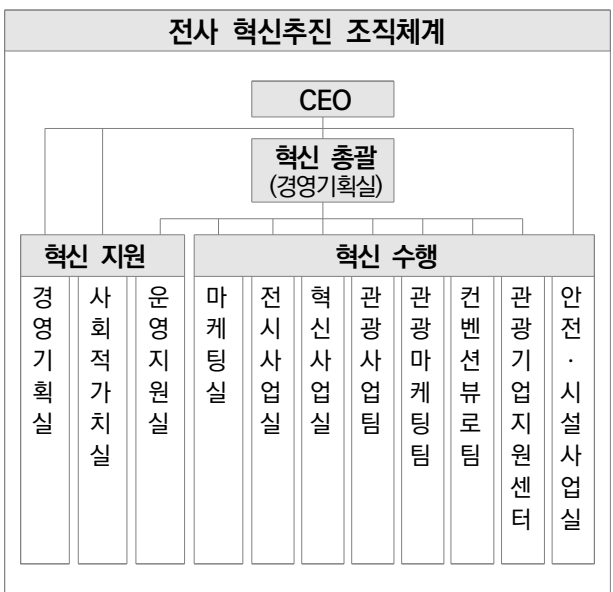 전사 혁신추진 조직체계
CEO
혁신 총괄
(경영기획실)
혁신 지원
혁신 수행
경영기획실
사회적가치실
운영지원실
마케팅실
전시사업실
혁신사업실
관광사업팀
관광마케팅팀
컨벤션뷰로팀
관광기업지원센터
안전·시설사업실